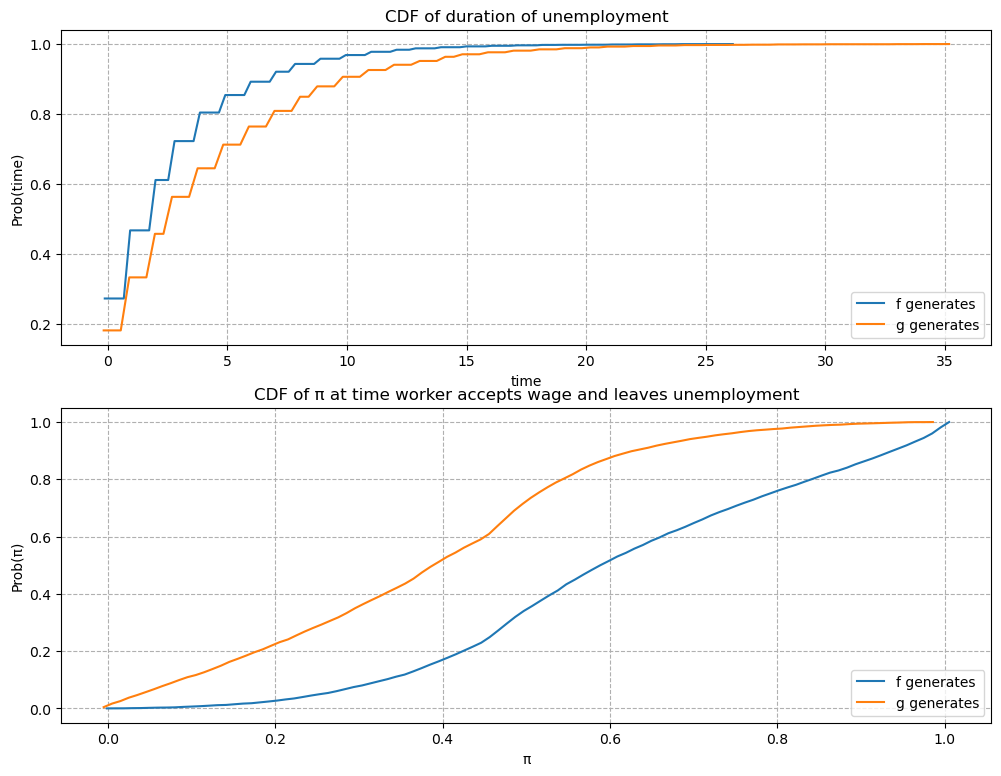 CDF of duration of unemployment
Prob(time)
1.0
0.8
0.6
0.4
0.2
0 5 10 15 20 25 30 35
time
f generates
g generates
CDF of π at time worker accepts wage and leaves unemployment
Prob(π)
1.0
0.8
0.6
0.4
0.2
0.0
0.0 0.2 0.4 0.6 0.8 1.0
π
f generates
g generates